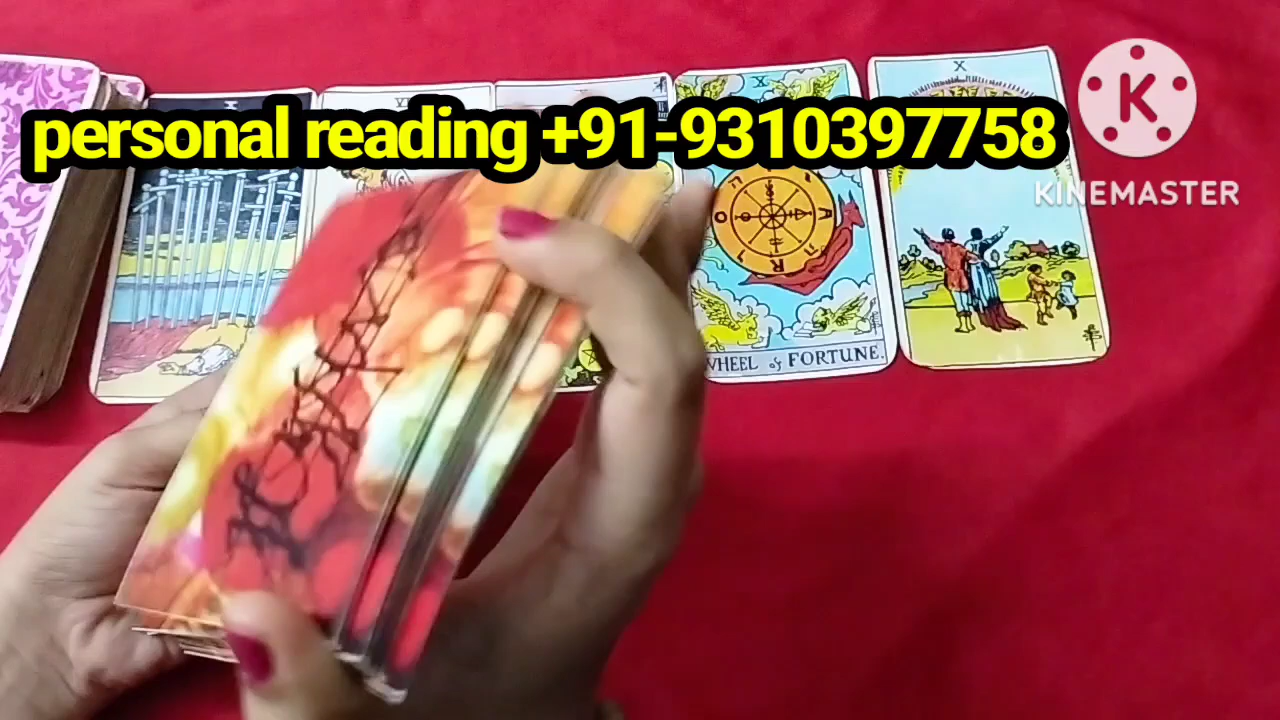 X
X
personal reading +91-9310397758
K
KINEMASTER
WHEEL of FORTUNE.